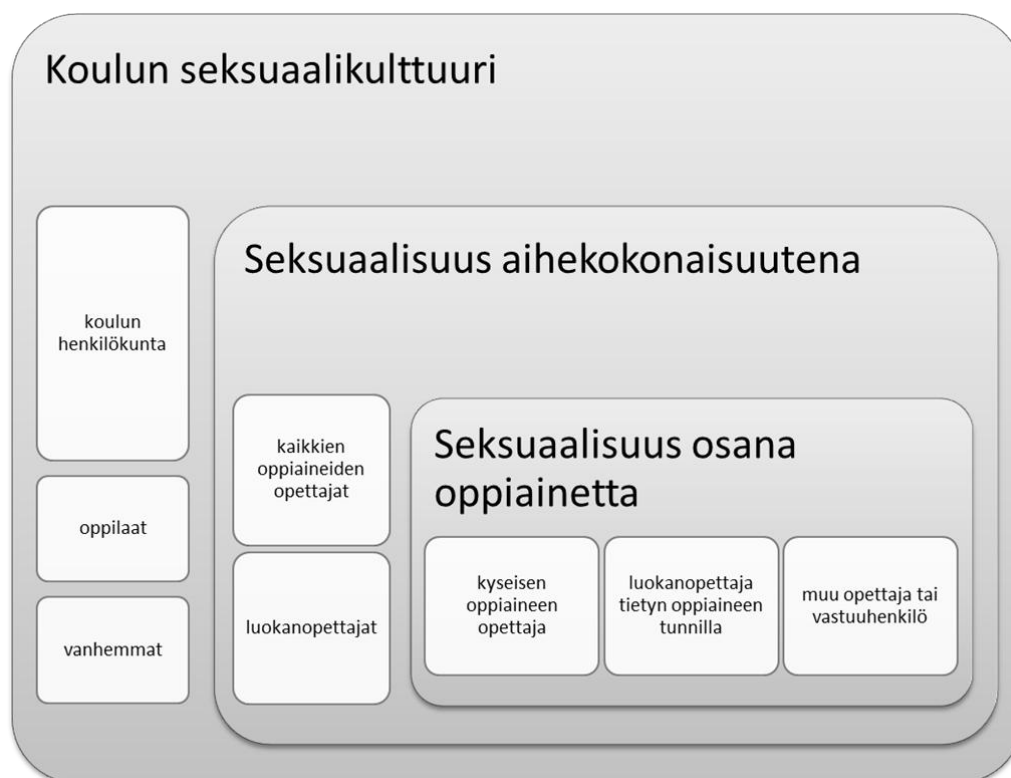 Koulun seksuaalikulttuuri
koulun
henkilökunta
oppilaat
vanhemmat
Seksuaalisuus aihekokonaisuutena
kaikkien
oppiaineiden
opettajat
luokanopettajat
Seksuaalisuus osana
oppiainetta
kyseisen
oppiaineen
opettaja
luokanopettaja
tietyn oppiaineen
tunnilla
muu opettaja tai
vastuuhenkilö